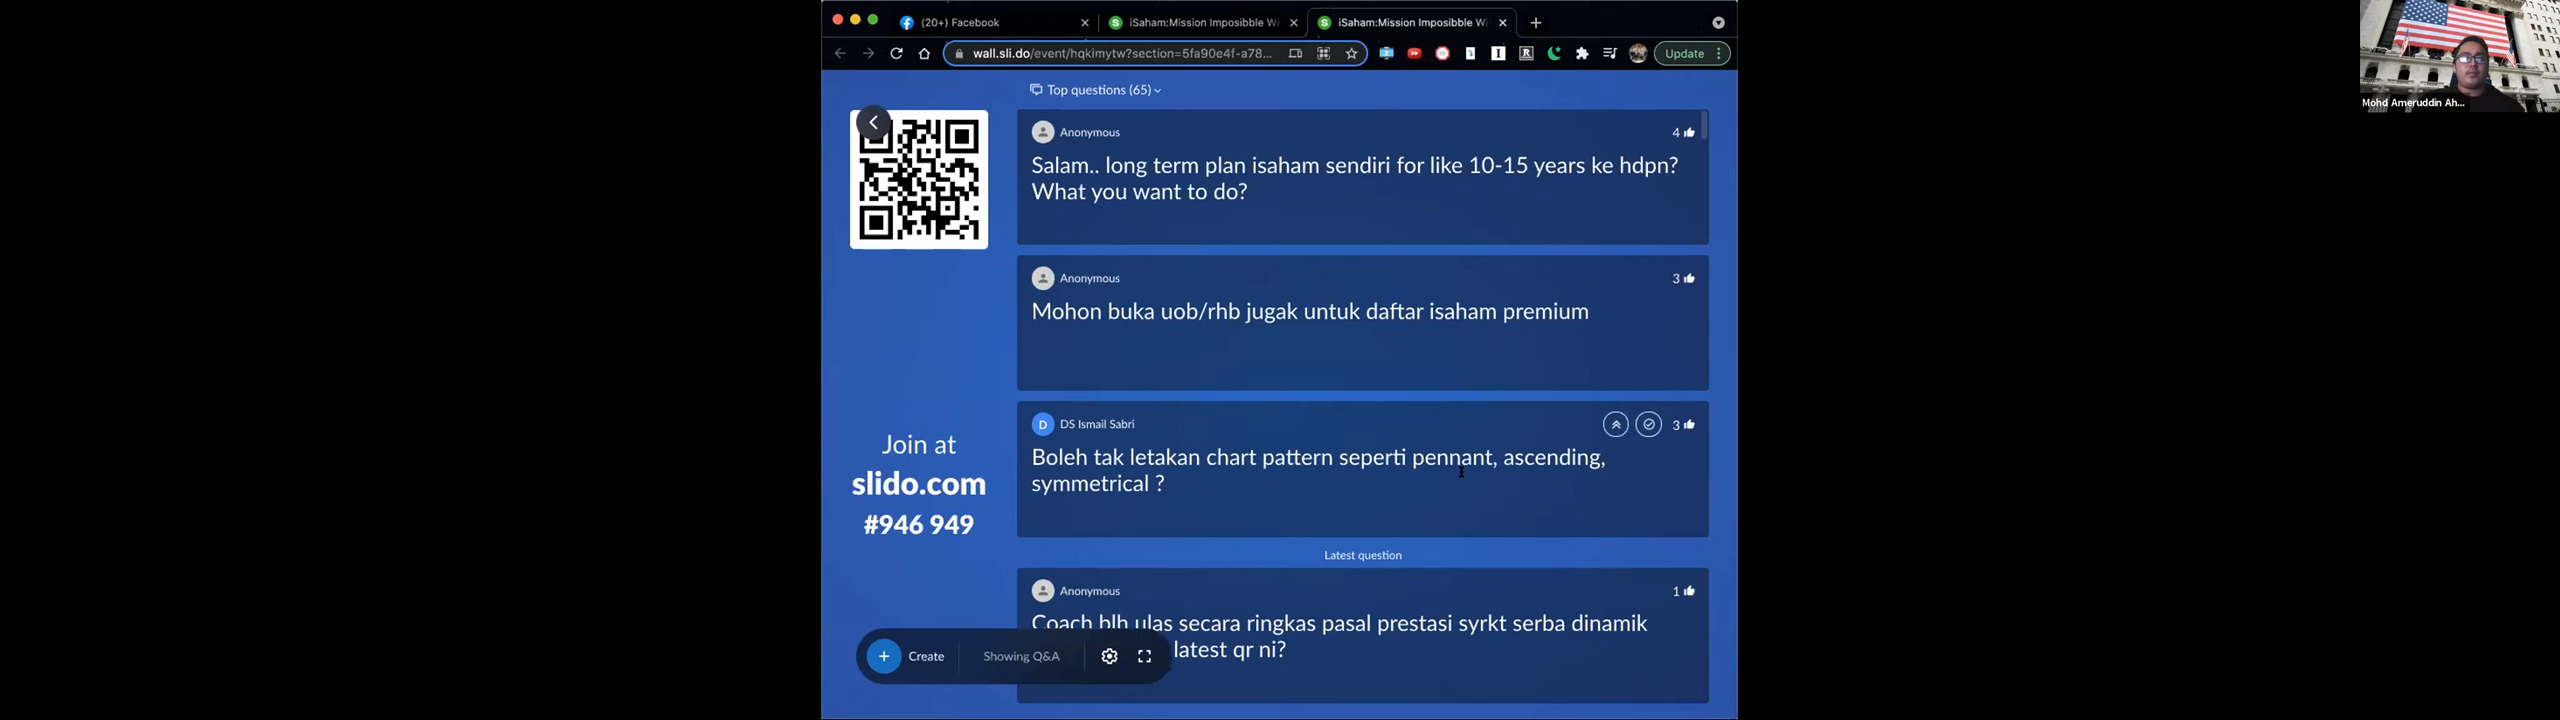 (20+) Facebook
iSaham:Mission Imposibble Wi
iSaham:Mission Imposibble Wi
wall.sli.do/event/hqkimytw?section=5fa90e4f-a78...
Update
Mohd Ameruddin Ah...
Top questions (65)
Anonymous
4
Salam.. long term plan isaham sendiri for like 10-15 years ke hdpn?
What you want to do?
Anonymous
3
Mohon buka uob/rhb jugak untuk daftar isaham premium
D
DS Ismail Sabri
3
Boleh tak letakan chart pattern seperti pennant, ascending,
symmetrical ?
Join at
slido.com
#946 949
Latest question
Anonymous
1
Coach blh ulas secara ringkas pasal prestasi syrkt serba dinamik
latest qr ni?
Create
Showing Q&A